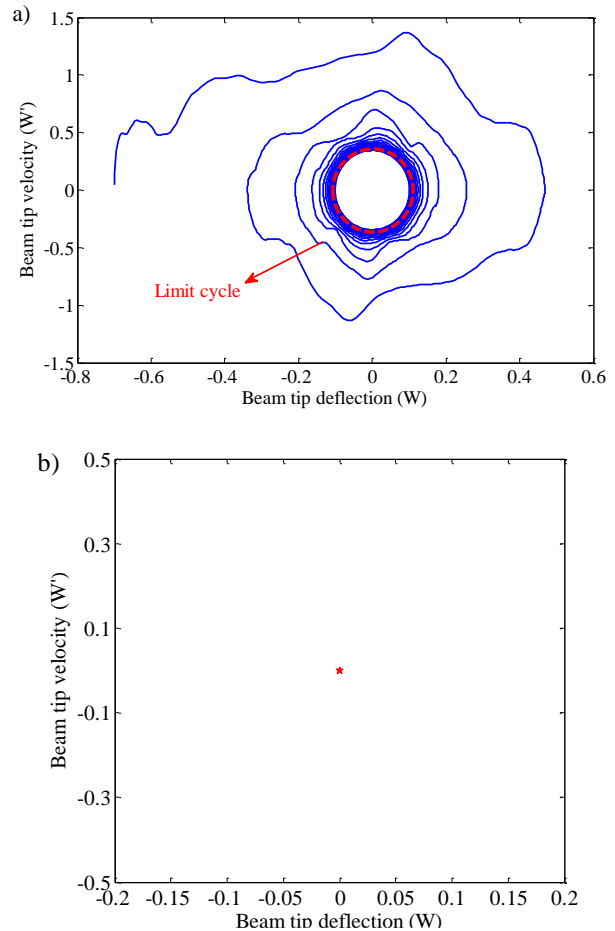 a)
1.5
1
0.5
0
-0.5
-1
-1.5
Beam tip velocity (W')
Limit cycle
-0.8 -0.6 -0.4 -0.2 0 0.2 0.4 0.6
Beam tip deflection (W)
b)
0.5
0.3
0.1
-0.1
-0.3
-0.5
Beam tip velocity (W')
-0.2 -0.15 -0.1 -0.05 0 0.05 0.1 0.15 0.2
Beam tip deflection (W)